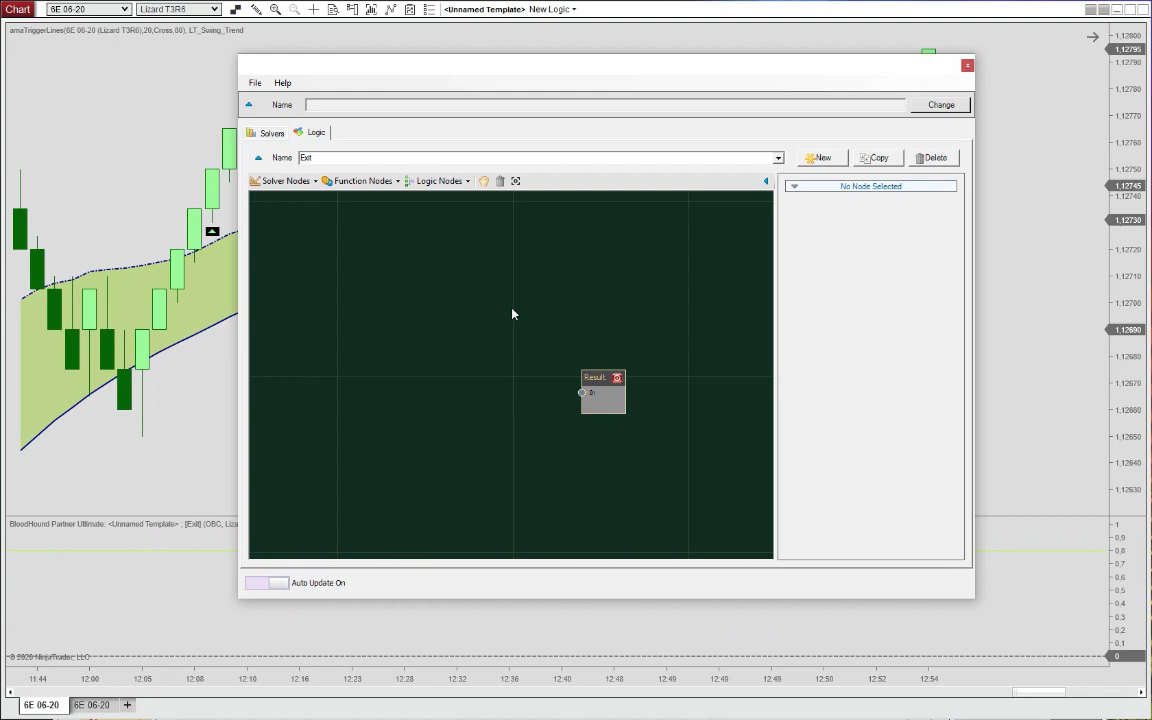 Chart
6E 06-20
Lizard T3R6
<Unnamed Template>
New Logic
amaTriggerLines(6E 06-20 (Lizard T3R6),20,Cross,80), LT_Swing_Trend
File
Help
Name
Change
Solvers
Logic
Name
Exit
New
Copy
Delete
Solver Nodes
Function Nodes
Logic Nodes
No Node Selected
Result
In
Auto Update On
1,12800
1,12795
1,12790
1,12780
1,12770
1,12760
1,12750
1,12745
1,12740
1,12730
1,12720
1,12710
1,12700
1,12690
1,12680
1,12670
1,12660
1,12650
1,12640
1,12630
BloodHound Partner Ultimate: <Unnamed Template> ; [Exit] (OBC, Liza
1
0,9
0,8
0,7
0,6
0,5
0,4
0,3
0,2
0,1
0
© 2020 NinjaTrader, LLC
11:44
12:00
12:05
12:08
12:10
12:16
12:23
12:28
12:32
12:36
12:40
12:48
12:49
12:49
12:49
12:50
12:52
12:54
6E 06-20
6E 06-20